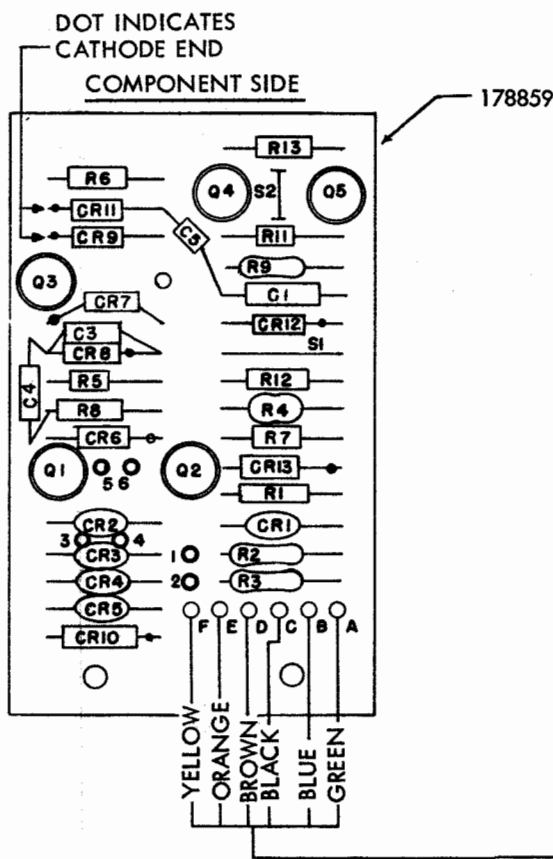 DOT INDICATES
CATHODE END
COMPONENT SIDE
178859
R13
R6
Q4
S2
Q5
CR11
C5
R11
CR9
R9
Q3
CR7
C1
C3
CR12
CR8
S1
C4
R5
R12
R8
R4
CR6
R7
Q1
5 6
Q2
CR13
R1
CR2
CR1
3
4
CR3
1
R2
CR4
2
R3
CR5
CR10
F E D C B A
YELLOW
ORANGE
BROWN
BLACK
BLUE
GREEN